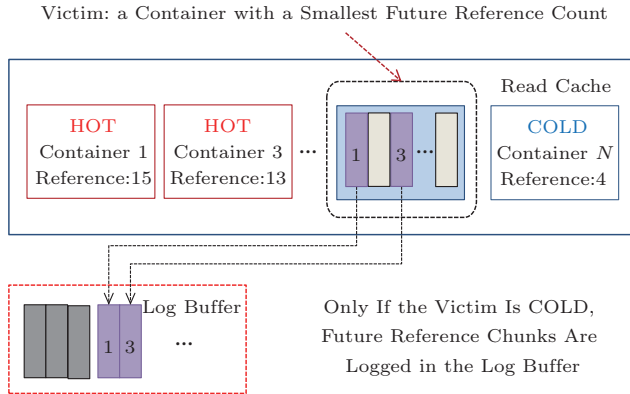 Victim: a Container with a Smallest Future Reference Count
Read Cache
HOT
Container 1
Reference:15
HOT
Container 3
Reference:13
...
1
3
...
COLD
Container N
Reference:4
Log Buffer
1
3
...
Only If the Victim Is COLD,
Future Reference Chunks Are
Logged in the Log Buffer